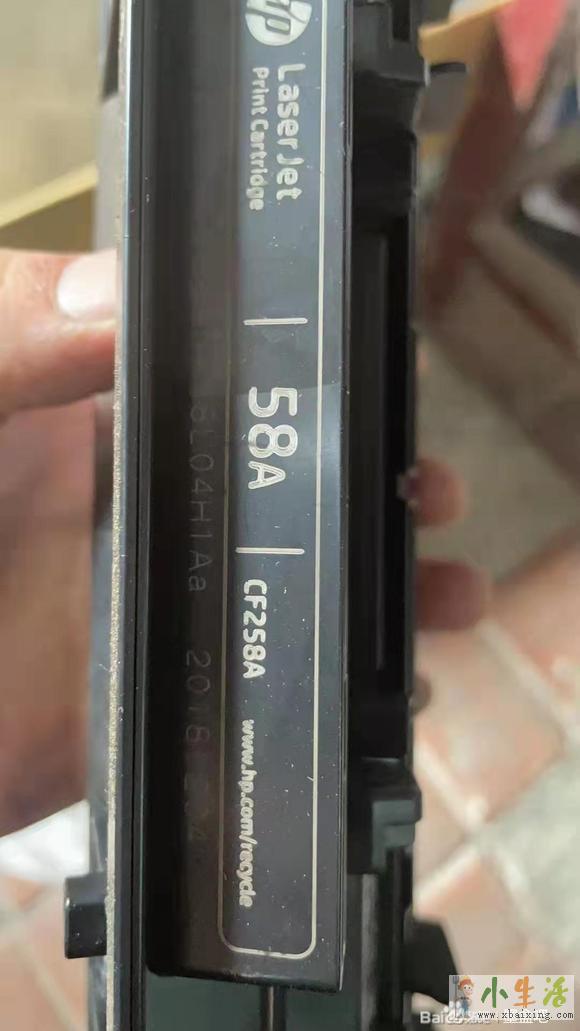 hp
LaserJet
Print Cartridge
58A
CF258A
www.hp.com/recycle
小生活
www.xbaixing.com